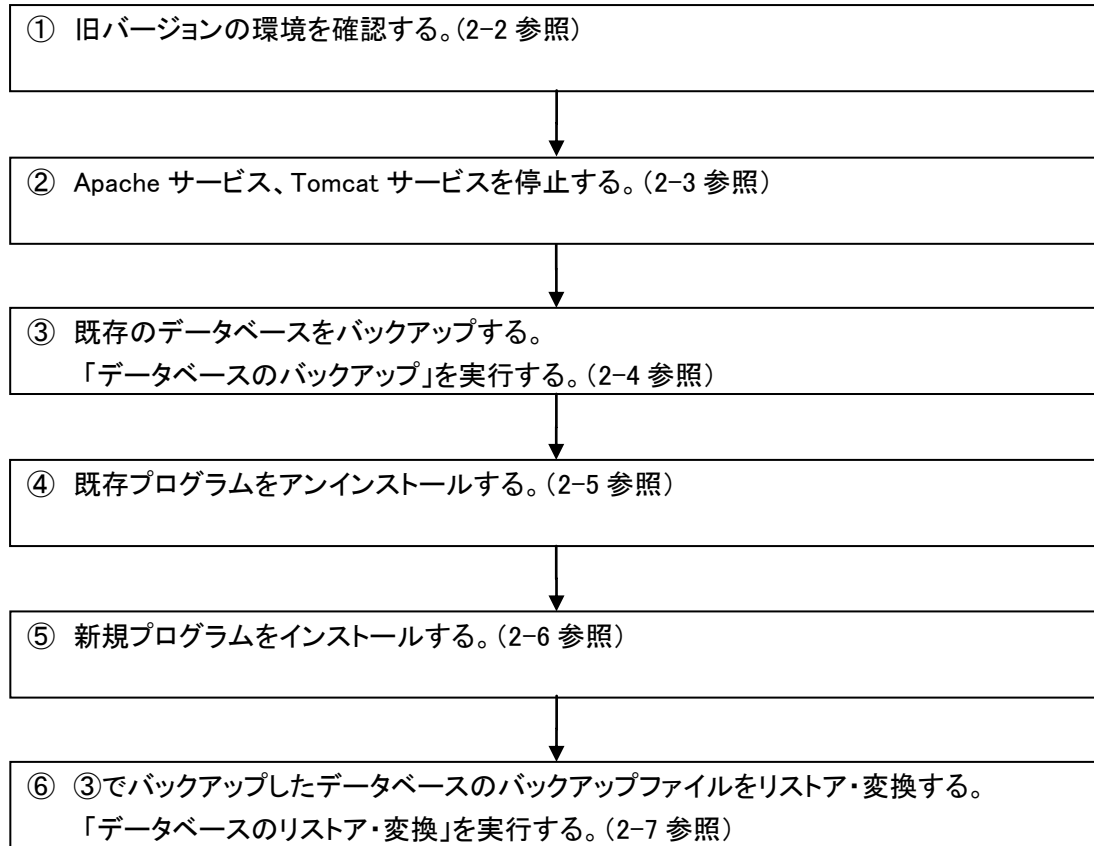 ① 旧バージョンの環境を確認する。(2-2 参照)
② Apache サービス、Tomcat サービスを停止する。(2-3 参照)
③ 既存のデータベースをバックアップする。
「データベースのバックアップ」を実行する。(2-4 参照)
④ 既存プログラムをアンインストールする。(2-5 参照)
⑤ 新規プログラムをインストールする。(2-6 参照)
⑥ ③でバックアップしたデータベースのバックアップファイルをリストア・変換する。
「データベースのリストア・変換」を実行する。(2-7 参照)